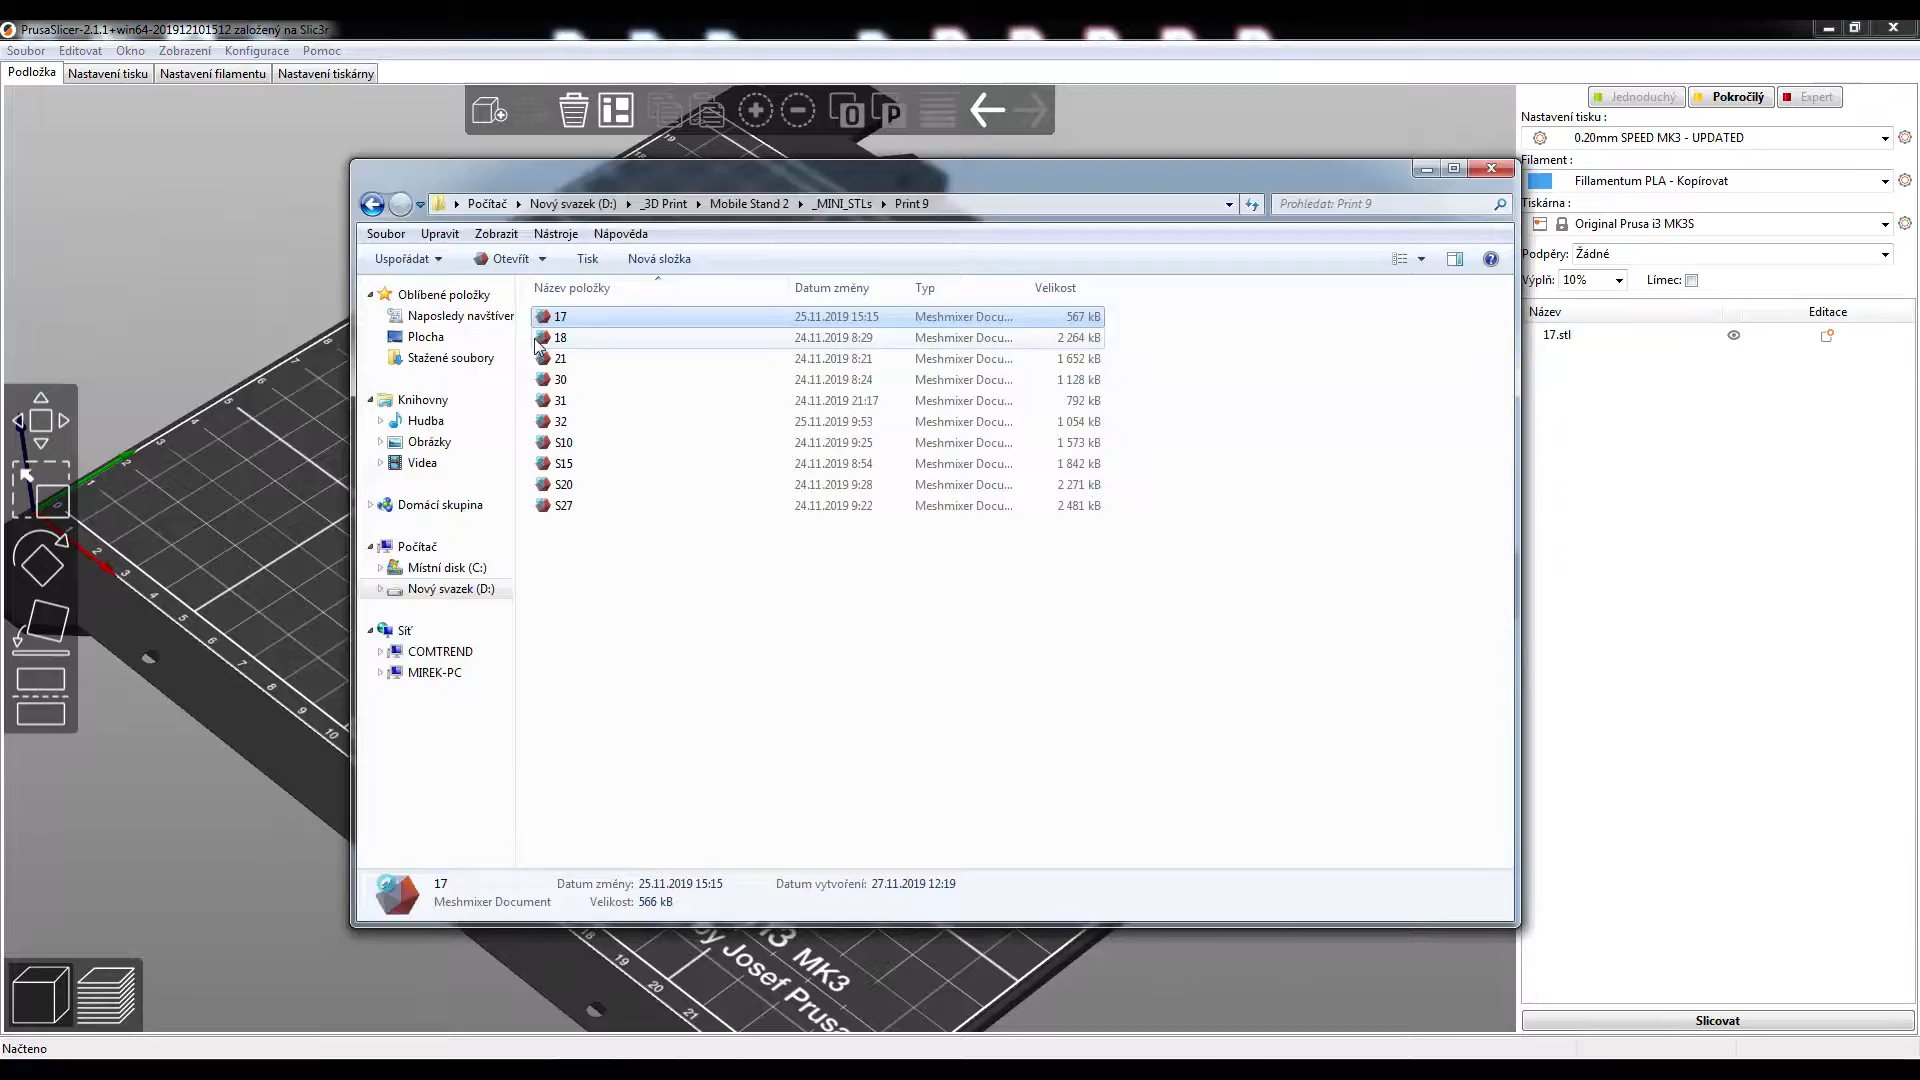 PrusaSlicer-2.1.1+win64-201912101512 založený na Slic3r
Soubor Editovat Okno Zobrazení Konfigurace Pomoc
Podložka Nastavení tisku Nastavení filamentu Nastavení tiskárny
Jednoduchý Pokročilý Expert
Nastavení tisku :
0.20mm SPEED MK3 - UPDATED
Filament :
Fillamentum PLA - Kopírovat
Tiskárna :
Original Prusa i3 MK3S
Podpěry: Žádné
Výplň: 10% Límec:
Název Editace
17.stl
Slicovat
Počítač Nový svazek (D:) _3D Print Mobile Stand 2 _MINI_STLs Print 9
Prohledat: Print 9
Soubor Upravit Zobrazit Nástroje Nápověda
Uspořádat Otevřít Tisk Nová složka
Oblíbené položky
Naposledy navštíver
Plocha
Stažené soubory
Knihovny
Hudba
Obrázky
Videa
Domácí skupina
Počítač
Místní disk (C:)
Nový svazek (D:)
Síť
COMTREND
MIREK-PC
Název položky Datum změny Typ Velikost
17 25.11.2019 15:15 Meshmixer Docu... 567 kB
18 24.11.2019 8:29 Meshmixer Docu... 2 264 kB
21 24.11.2019 8:21 Meshmixer Docu... 1 652 kB
30 24.11.2019 8:24 Meshmixer Docu... 1 128 kB
31 24.11.2019 21:17 Meshmixer Docu... 792 kB
32 25.11.2019 9:53 Meshmixer Docu... 1 054 kB
S10 24.11.2019 9:25 Meshmixer Docu... 1 573 kB
S15 24.11.2019 8:54 Meshmixer Docu... 1 842 kB
S20 24.11.2019 9:28 Meshmixer Docu... 2 271 kB
S27 24.11.2019 9:22 Meshmixer Docu... 2 481 kB
17 Datum změny: 25.11.2019 15:15 Datum vytvoření: 27.11.2019 12:19
Meshmixer Document Velikost: 566 kB
i3 MK3
by Josef Prusa
Načteno